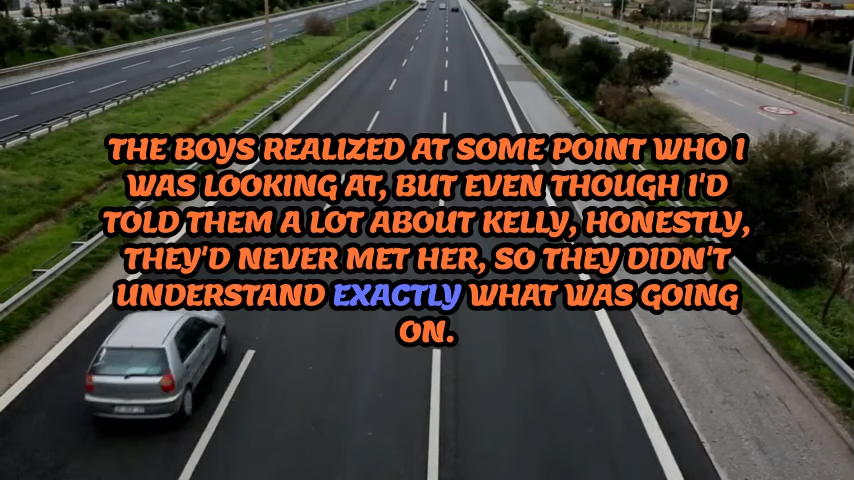 THE BOYS REALIZED AT SOME POINT WHO I
WAS LOOKING AT, BUT EVEN THOUGH I'D
TOLD THEM A LOT ABOUT KELLY, HONESTLY,
THEY'D NEVER MET HER, SO THEY DIDN'T
UNDERSTAND EXACTLY WHAT WAS GOING
ON.